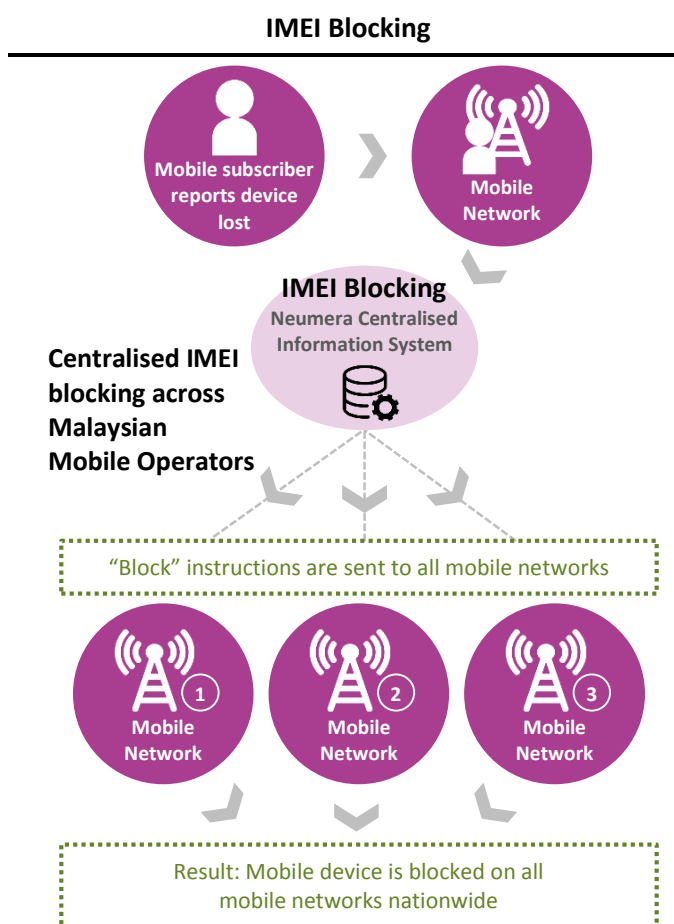 IMEI Blocking
Mobile subscriber
reports device
lost
Mobile
Network
IMEI Blocking
Neumera Centralised
Information System
Centralised IMEI
blocking across
Malaysian
Mobile Operators
“Block” instructions are sent to all mobile networks
1
Mobile
Network
2
Mobile
Network
3
Mobile
Network
Result: Mobile device is blocked on all
mobile networks nationwide